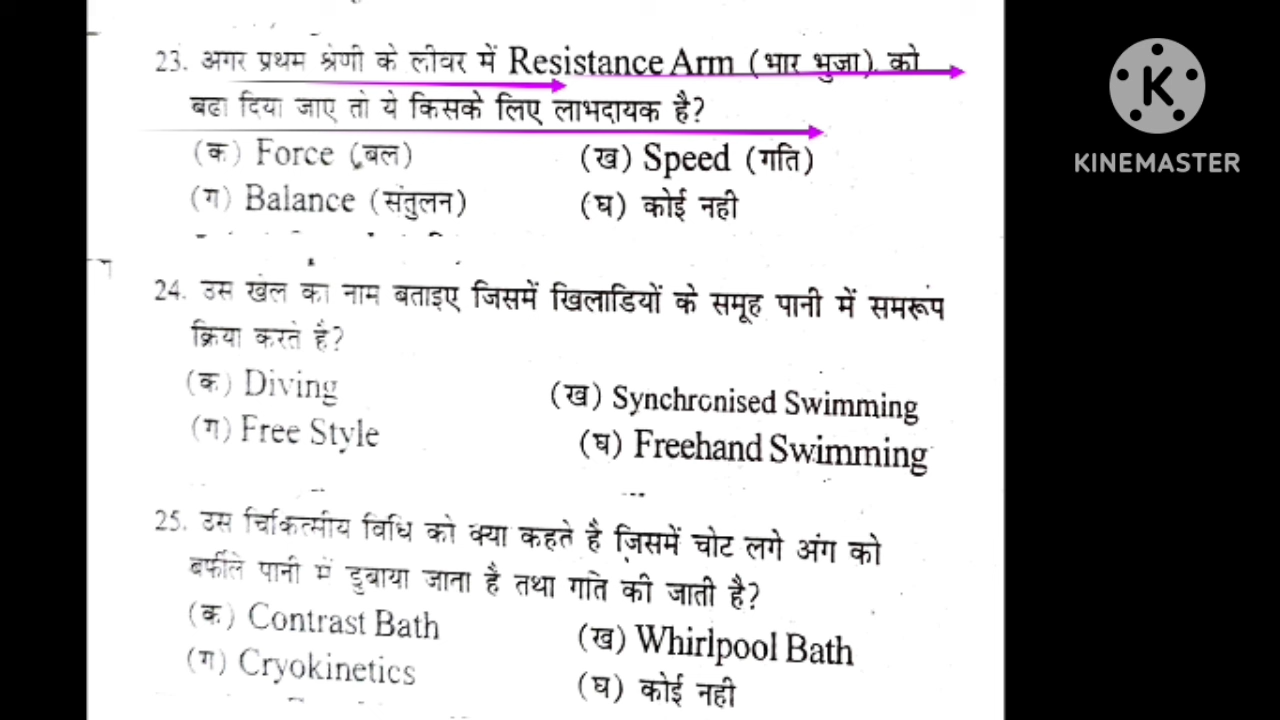 23. अगर प्रथम श्रेणी के लीवर में Resistance Arm (भार भुजा) को
बढा दिया जाए तो ये किसके लिए लाभदायक है?
(क) Force (बल) (ख) Speed (गति)
(ग) Balance (संतुलन) (घ) कोई नही
24. उस खेल का नाम बताइए जिसमें खिलाडियों के समूह पानी में समरूप
क्रिया करते है?
(क) Diving (ख) Synchronised Swimming
(ग) Free Style (घ) Freehand Swimming
25. उस चिकित्सीय विधि को क्या कहते है जिसमें चोट लगे अंग को
बर्फीले पानी में डुबाया जाता है तथा गति की जाती है?
(क) Contrast Bath (ख) Whirlpool Bath
(ग) Cryokinetics (घ) कोई नही
K
KINEMASTER